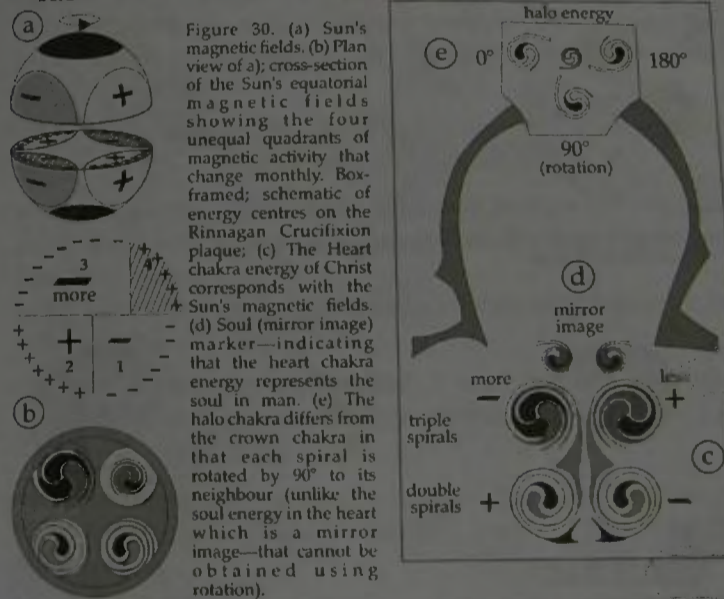 a
Figure 30. (a) Sun's
magnetic fields. (b) Plan
view of a); cross-section
of the Sun's equatorial
magnetic fields
showing the four
unequal quadrants of
magnetic activity that
change monthly. Box-
framed; schematic of
energy centres on the
Rinnagan Crucifixion
plaque; (c) The Heart
chakra energy of Christ
corresponds with the
Sun's magnetic fields.
(d) Soul (mirror image)
marker—indicating
that the heart chakra
energy represents the
soul in man. (e) The
halo chakra differs from
the crown chakra in
that each spiral is
rotated by 90° to its
neighbour (unlike the
soul energy in the heart
which is a mirror
image—that cannot be
obtained using
rotation).
− +
− +
3 4
more
+ −
2 1
b
halo energy
e 0° 180°
90°
(rotation)
d
mirror
image
more less
− +
triple
spirals
c
double
spirals
+ −